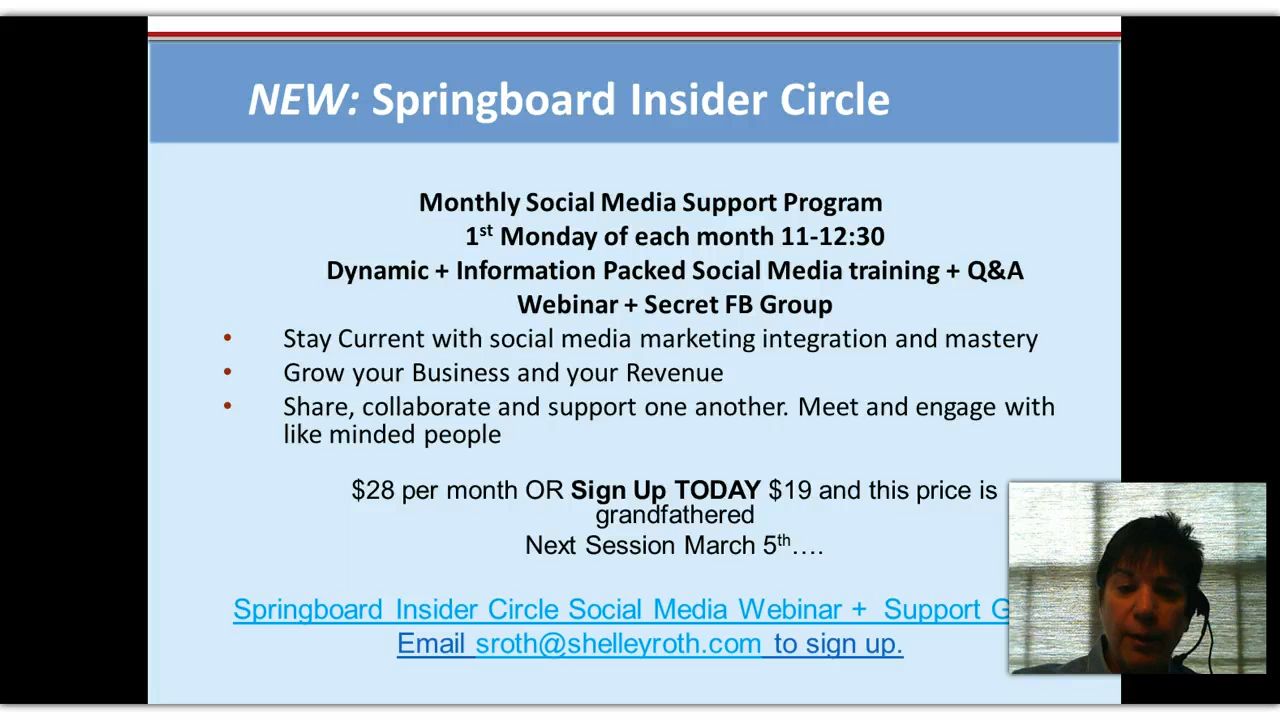 NEW: Springboard Insider Circle
Monthly Social Media Support Program
1st Monday of each month 11-12:30
Dynamic + Information Packed Social Media training + Q&A
Webinar + Secret FB Group
• Stay Current with social media marketing integration and mastery
• Grow your Business and your Revenue
• Share, collaborate and support one another. Meet and engage with
like minded people
$28 per month OR Sign Up TODAY $19 and this price is
grandfathered
Next Session March 5th....
Springboard Insider Circle Social Media Webinar + Support
Email sroth@shelleyroth.com to sign up.